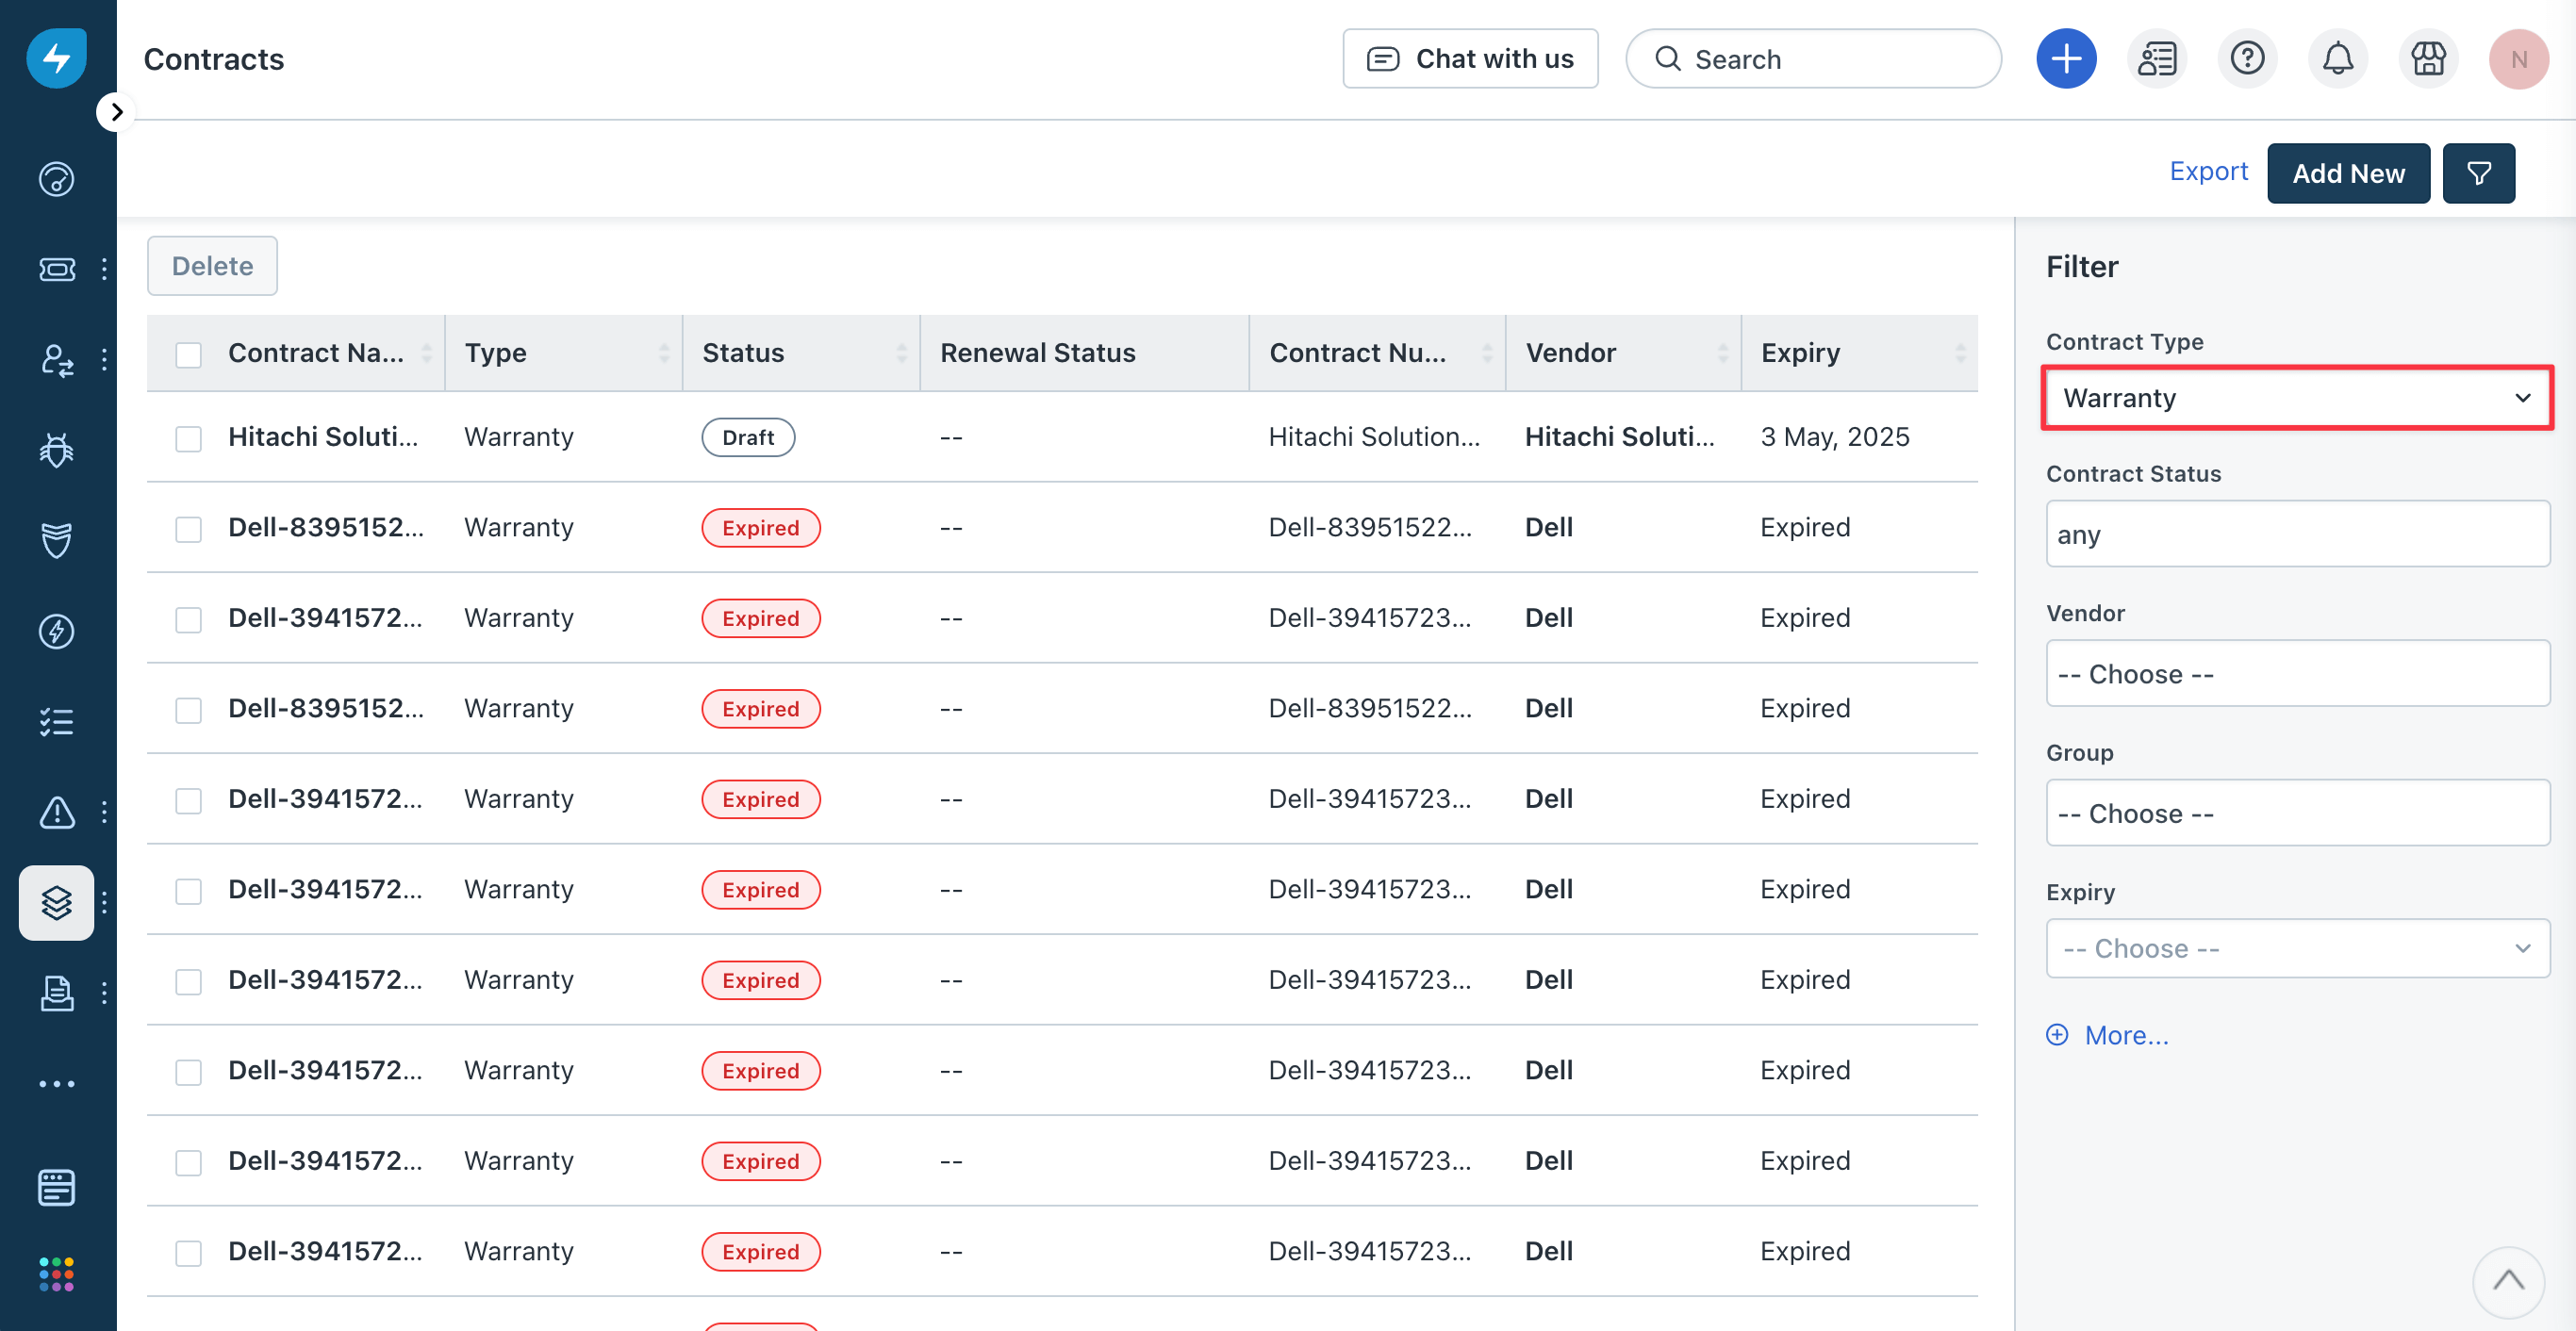 Contracts
Chat with us
Search
N
Export
Add New
Delete
Filter
Contract Na... Type Status Renewal Status Contract Nu... Vendor Expiry
Hitachi Soluti... Warranty Draft -- Hitachi Solution... Hitachi Soluti... 3 May, 2025
Dell-8395152... Warranty Expired -- Dell-83951522... Dell Expired
Dell-3941572... Warranty Expired -- Dell-39415723... Dell Expired
Dell-8395152... Warranty Expired -- Dell-83951522... Dell Expired
Dell-3941572... Warranty Expired -- Dell-39415723... Dell Expired
Dell-3941572... Warranty Expired -- Dell-39415723... Dell Expired
Dell-3941572... Warranty Expired -- Dell-39415723... Dell Expired
Dell-3941572... Warranty Expired -- Dell-39415723... Dell Expired
Dell-3941572... Warranty Expired -- Dell-39415723... Dell Expired
Dell-3941572... Warranty Expired -- Dell-39415723... Dell Expired
Contract Type
Warranty
Contract Status
any
Vendor
-- Choose --
Group
-- Choose --
Expiry
-- Choose --
More...